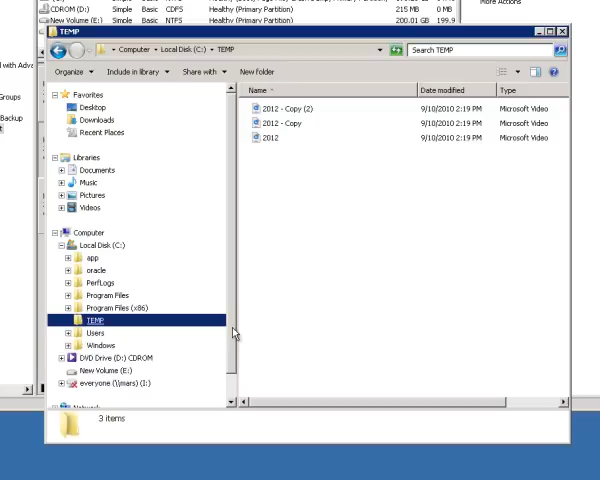 CDROM (D:) Simple Basic CDFS Healthy (Primary Partition) 215 MB 0 MB
New Volume (E:) Simple Basic NTFS Healthy (Primary Partition) 200.01 GB 199.9
More Actions
TEMP
Computer Local Disk (C:) TEMP Search TEMP
Organize Include in library Share with New folder
l with Adva
Groups
Backup
Favorites
Desktop
Downloads
Recent Places
Libraries
Documents
Music
Pictures
Videos
Computer
Local Disk (C:)
app
oracle
PerfLogs
Program Files
Program Files (x86)
TEMP
Users
Windows
DVD Drive (D:) CDROM
New Volume (E:)
everyone (\\mars) (I:)
Network
Name Date modified Type
2012 - Copy (2) 9/10/2010 2:19 PM Microsoft Video
2012 - Copy 9/10/2010 2:19 PM Microsoft Video
2012 9/10/2010 2:19 PM Microsoft Video
3 items